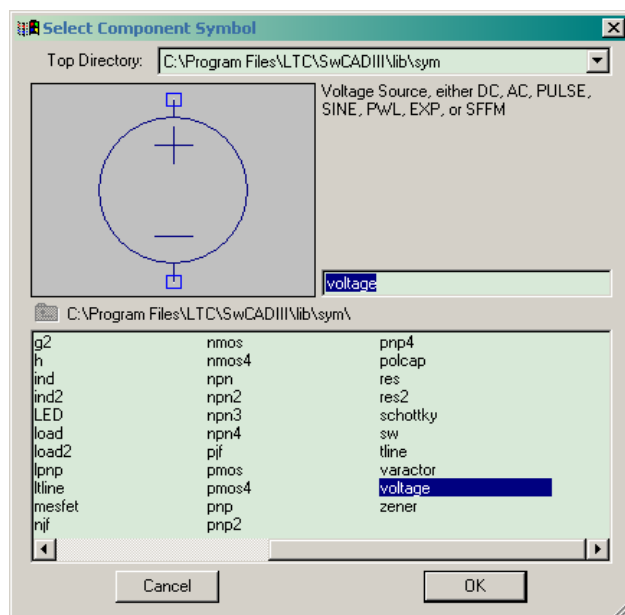 Select Component Symbol
Top Directory: C:\Program Files\LTC\SwCADIII\lib\sym
Voltage Source, either DC, AC, PULSE,
SINE, PWL, EXP, or SFFM
voltage
C:\Program Files\LTC\SwCADIII\lib\sym\
g2 nmos pnp4
h nmos4 polcap
ind npn res
ind2 npn2 res2
LED npn3 schottky
load npn4 sw
load2 pjf tline
lpnp pmos varactor
ltline pmos4 voltage
mesfet pnp zener
njf pnp2
Cancel OK